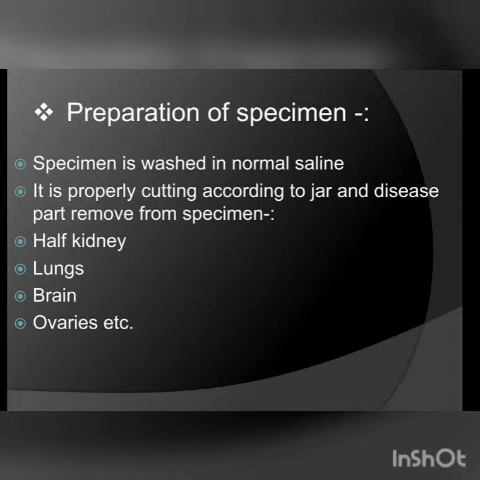 ❖ Preparation of specimen -:
Specimen is washed in normal saline
It is properly cutting according to jar and disease
part remove from specimen-:
Half kidney
Lungs
Brain
Ovaries etc.
InShOt